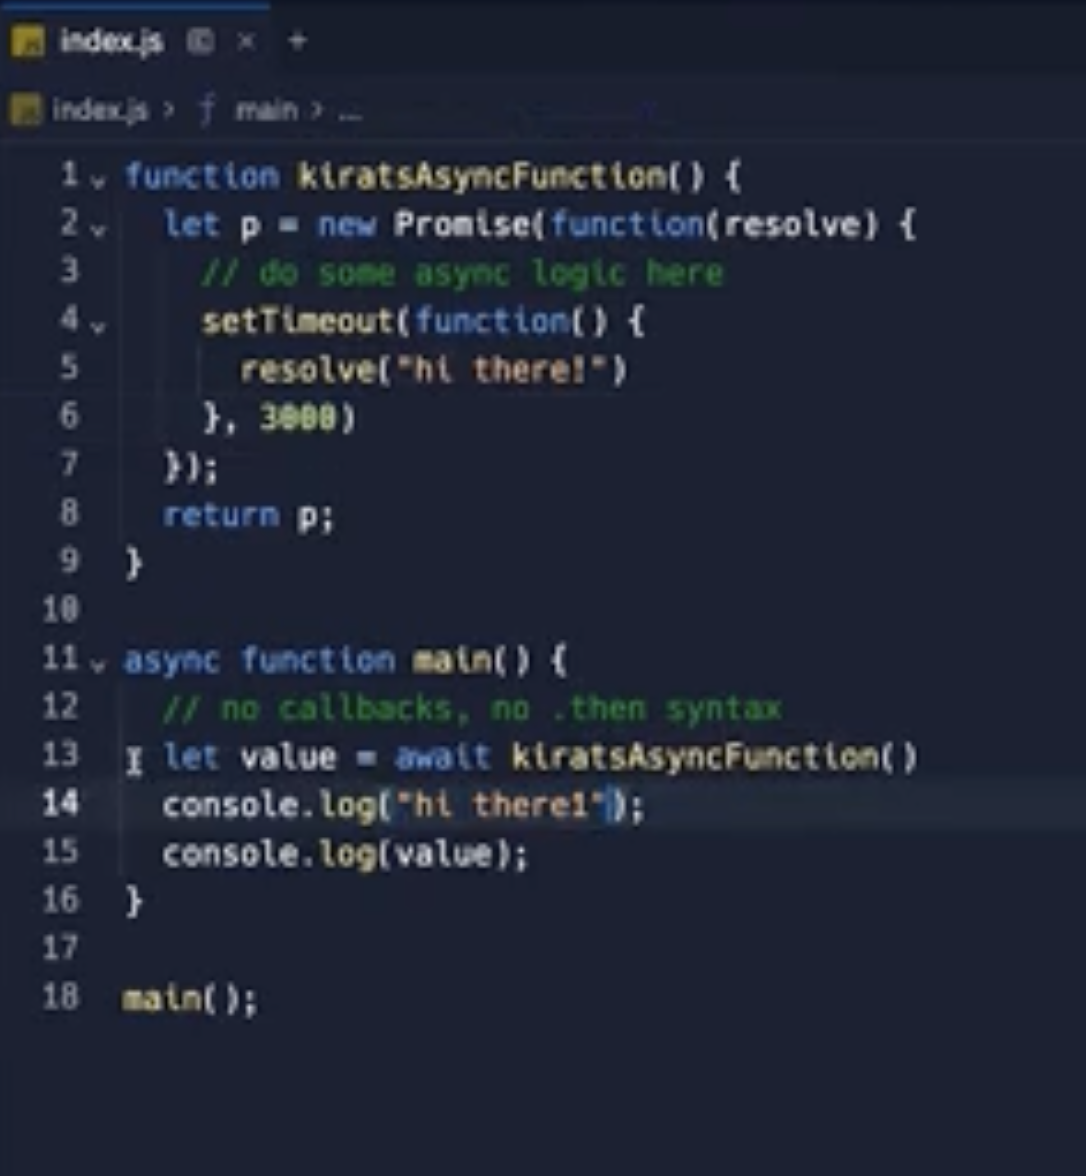 index.js
index.js > f main > ...
1 function kiratsAsyncFunction() {
2 let p = new Promise(function(resolve) {
3 // do some async logic here
4 setTimeout(function() {
5 resolve("hi there!")
6 }, 3000)
7 });
8 return p;
9 }
10
11 async function main() {
12 // no callbacks, no .then syntax
13 let value = await kiratsAsyncFunction()
14 console.log("hi there1");
15 console.log(value);
16 }
17
18 main();